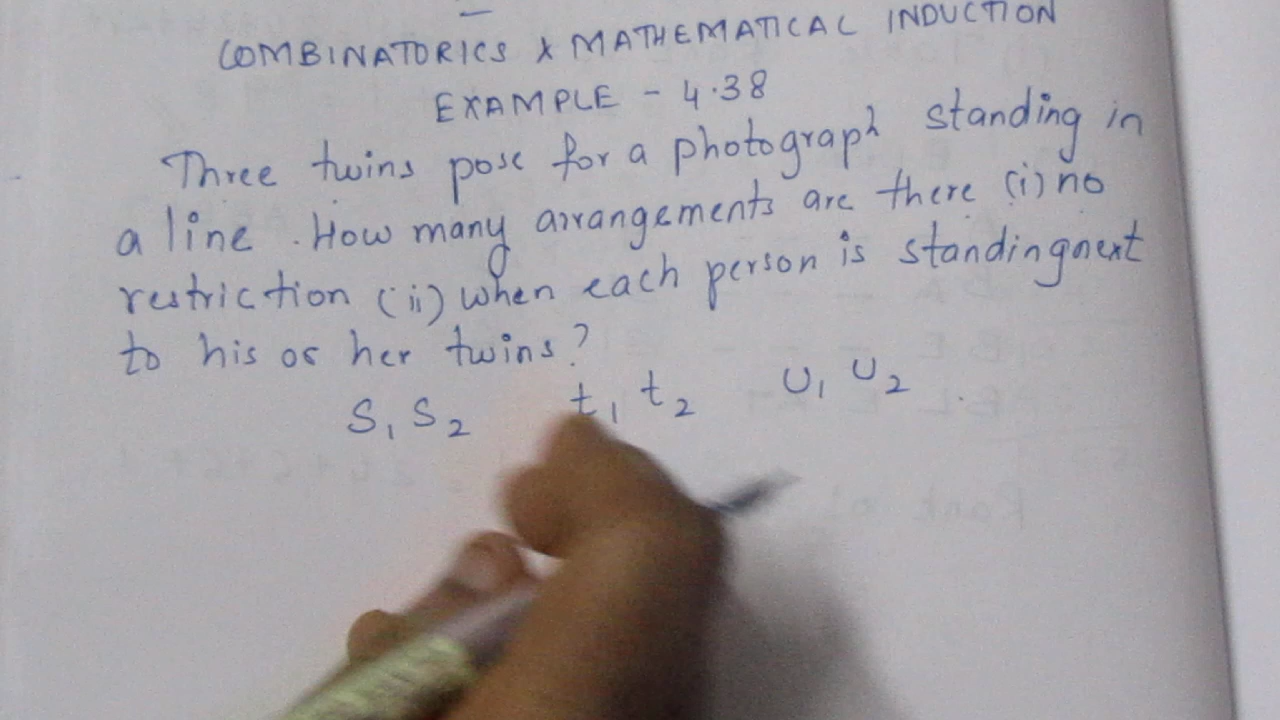 COMBINATORICS & MATHEMATICAL INDUCTION
EXAMPLE - 4.38
Three twins pose for a photograph standing in
a line. How many arrangements are there (i) no
restriction (ii) when each person is standing next
to his or her twins?
S₁ S₂ t₁ t₂ U₁ U₂